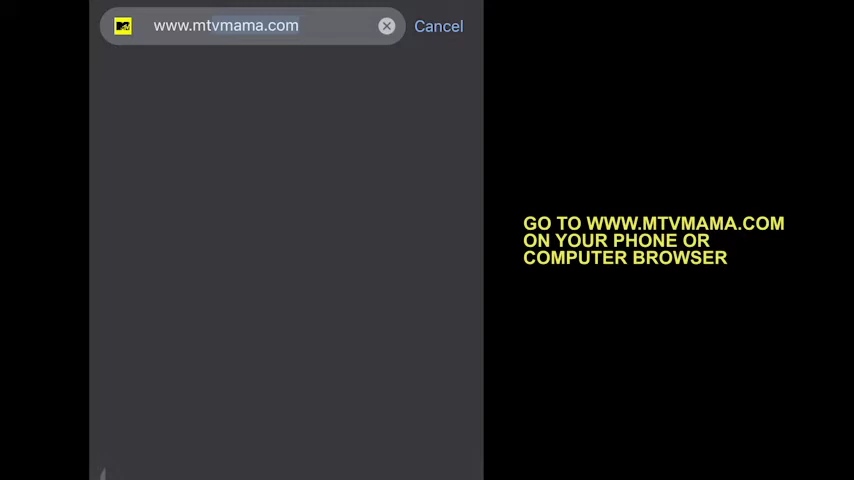 www.mtvmama.com
Cancel
GO TO WWW.MTVMAMA.COM
ON YOUR PHONE OR
COMPUTER BROWSER